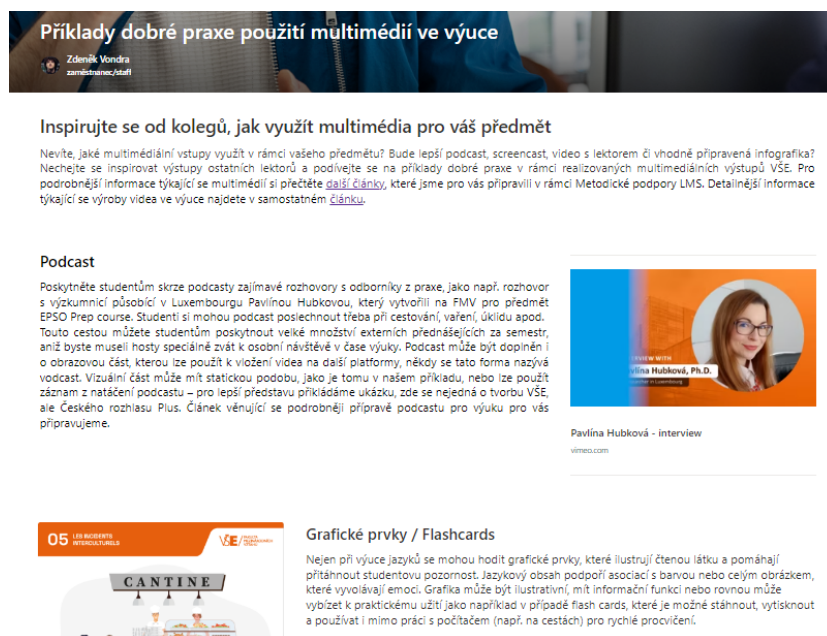 Příklady dobré praxe použití multimédií ve výuce
Zdeněk Vondra
zaměstnanec/staff
Inspirujte se od kolegů, jak využít multimédia pro váš předmět
Nevíte, jaké multimédiální vstupy využít v rámci vašeho předmětu? Bude lepší podcast, screencast, video s lektorem či vhodně připravená infografika?
Nechejte se inspirovat výstupy ostatních lektorů a podívejte se na příklady dobré praxe v rámci realizovaných multimediálních výstupů VŠE. Pro
podrobnější informace týkající se multimédií si přečtěte další články, které jsme pro vás připravili v rámci Metodické podpory LMS. Detailnější informace
týkající se výroby videa ve výuce najdete v samostatném článku.
Podcast
Poskytněte studentům skrze podcasty zajímavé rozhovory s odborníky z praxe, jako např. rozhovor
s výzkumnicí působící v Luxembourgu Pavlínou Hubkovou, který vytvořili na FMV pro předmět
EPSO Prep course. Studenti si mohou podcast poslechnout třeba při cestování, vaření, úklidu apod.
Touto cestou můžete studentům poskytnout velké množství externích přednášejících za semestr,
aniž byste museli hosty speciálně zvát k osobní návštěvě v čase výuky. Podcast může být doplněn i
o obrazovou část, kterou lze použít k vložení videa na další platformy, někdy se tato forma nazývá
vodcast. Vizuální část může mít statickou podobu, jako je tomu v našem příkladu, nebo lze použít
záznam z natáčení podcastu – pro lepší představu přikládáme ukázku, zde se nejedná o tvorbu VŠE,
ale Českého rozhlasu Plus. Článek věnující se podrobněji přípravě podcastu pro výuku pro vás
připravujeme.
RVIEW WITH
vlína Hubková, Ph.D.
in Luxembourg
Pavlína Hubková - interview
vimeo.com
05 LES INCIDENTS
INTERCULTURELS
VŠE
CANTINE
Grafické prvky / Flashcards
Nejen při výuce jazyků se mohou hodit grafické prvky, které ilustrují čtenou látku a pomáhají
přitáhnout studentovu pozornost. Jazykový obsah podpoří asociací s barvou nebo celým obrázkem,
které vyvolávají emoci. Grafika může být ilustrativní, mít informační funkci nebo rovnou může
vybízet k praktickému užití jako například v případě flash cards, které je možné stáhnout, vytisknout
a používat i mimo práci s počítačem (např. na cestách) pro rychlé procvičení.